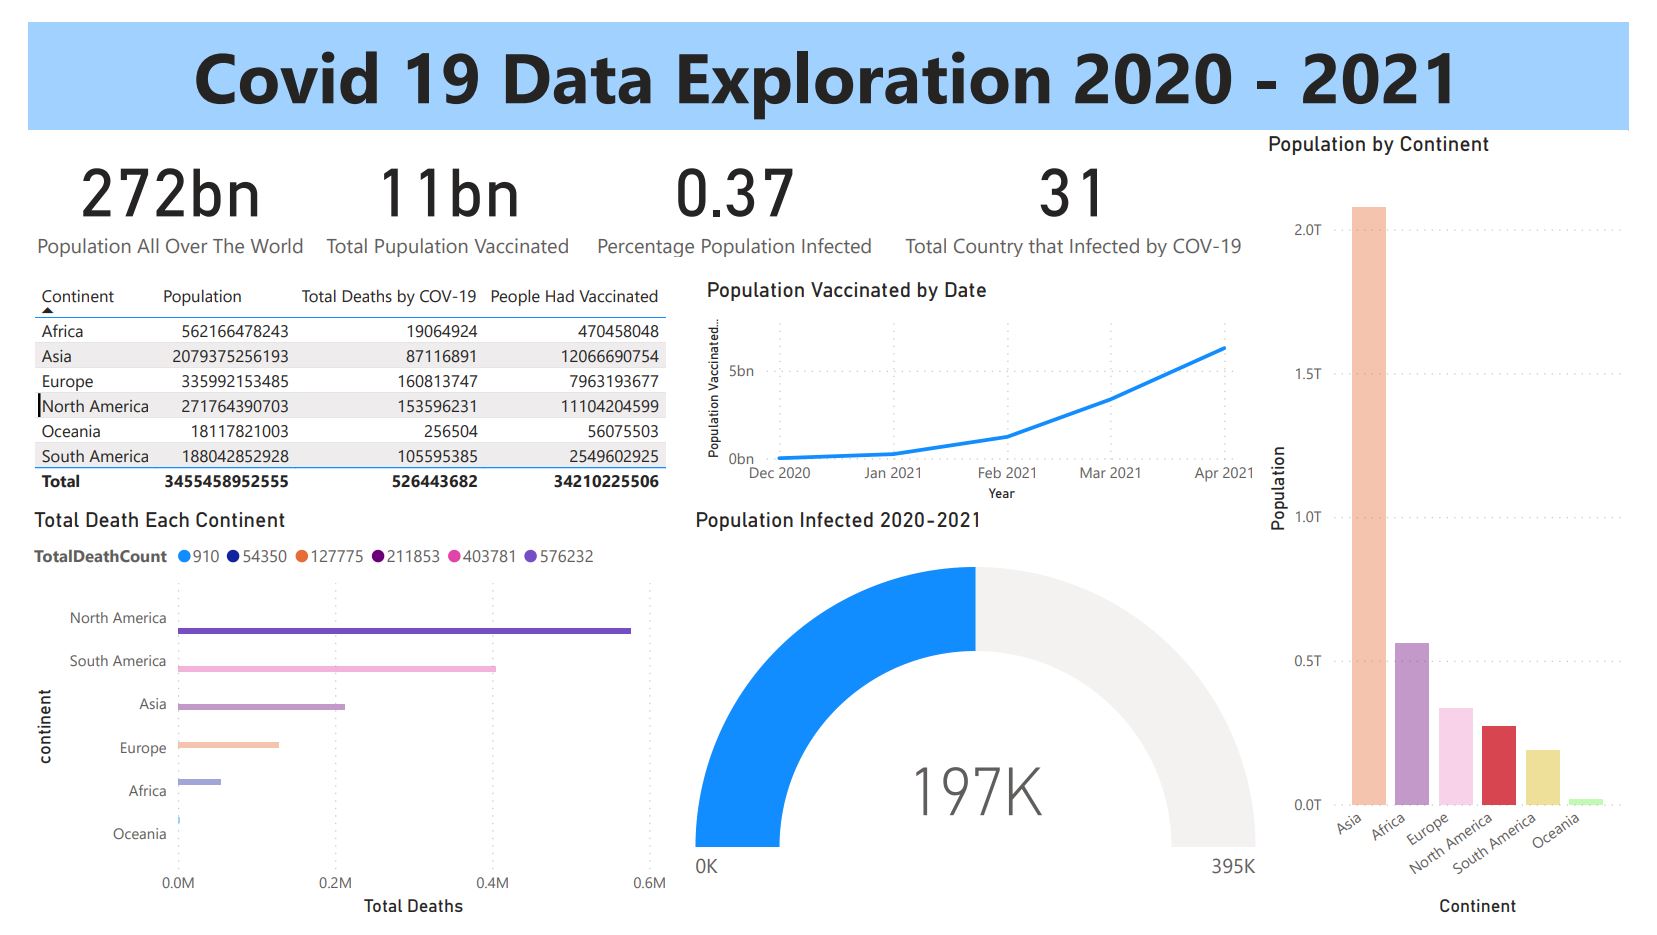 Covid 19 Data Exploration 2020 - 2021
272bn
Population All Over The World
11bn
Total Pupulation Vaccinated
0.37
Percentage Population Infected
31
Total Country that Infected by COV-19
Continent Population Total Deaths by COV-19 People Had Vaccinated
Africa 562166478243 19064924 470458048
Asia 2079375256193 87116891 12066690754
Europe 335992153485 160813747 7963193677
North America 271764390703 153596231 11104204599
Oceania 18117821003 256504 56075503
South America 188042852928 105595385 2549602925
Total 3455458952555 526443682 34210225506
Population Vaccinated by Date
Population Vaccinated...
5bn
0bn
Dec 2020 Jan 2021 Feb 2021 Mar 2021 Apr 2021
Year
Total Death Each Continent
TotalDeathCount 910 54350 127775 211853 403781 576232
continent
North America
South America
Asia
Europe
Africa
Oceania
0.0M 0.2M 0.4M 0.6M
Total Deaths
Population Infected 2020-2021
197K
0K 395K
Population by Continent
Population
2.0T
1.5T
1.0T
0.5T
0.0T
Asia Africa Europe North America South America Oceania
Continent